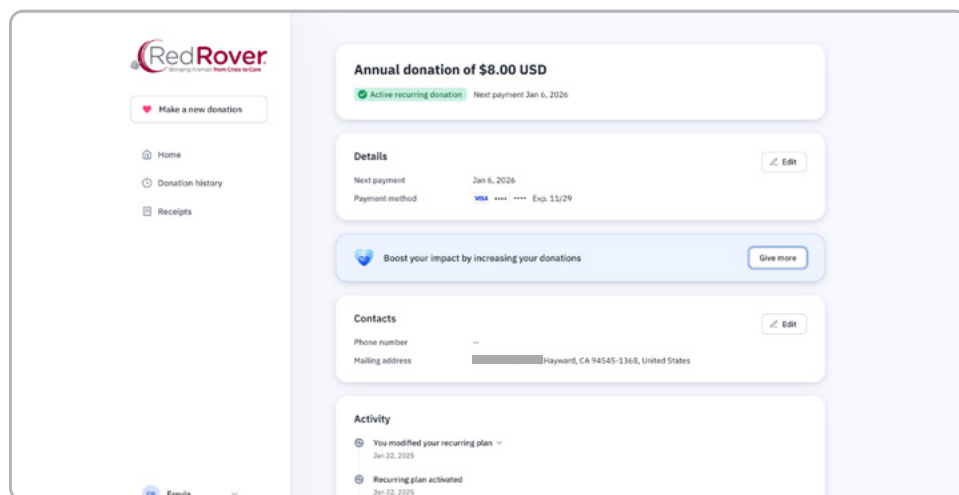 RedRover
Bringing Animals from Crisis to Care
Make a new donation
Home
Donation history
Receipts
Annual donation of $8.00 USD
Active recurring donation Next payment Jan 6, 2026
Details
Edit
Next payment Jan 6, 2026
Payment method VISA •••• •••• Exp. 11/29
Boost your impact by increasing your donations
Give more
Contacts
Edit
Phone number —
Mailing address Hayward, CA 94545-1368, United States
Activity
You modified your recurring plan
Jan 22, 2025
Recurring plan activated
Jan 22, 2025